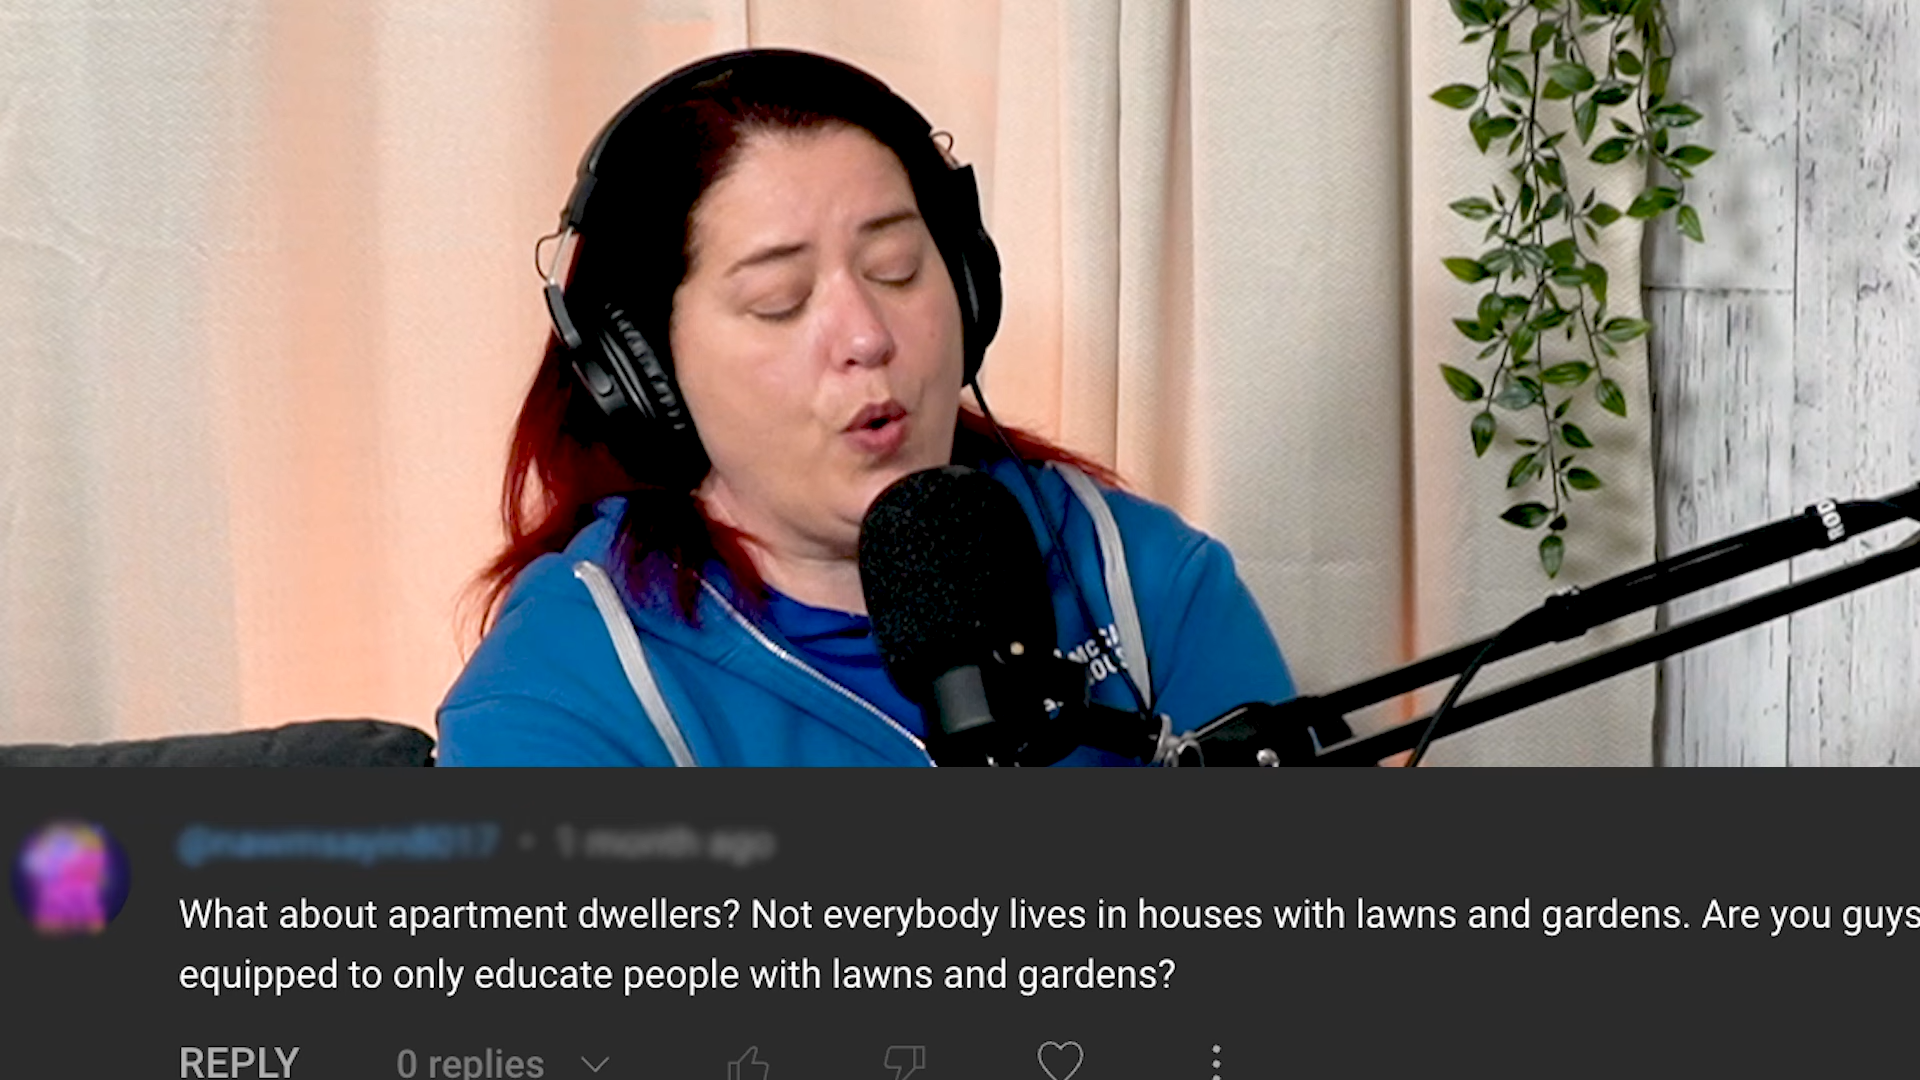 What about apartment dwellers? Not everybody lives in houses with lawns and gardens. Are you guys
equipped to only educate people with lawns and gardens?
REPLY 0 replies